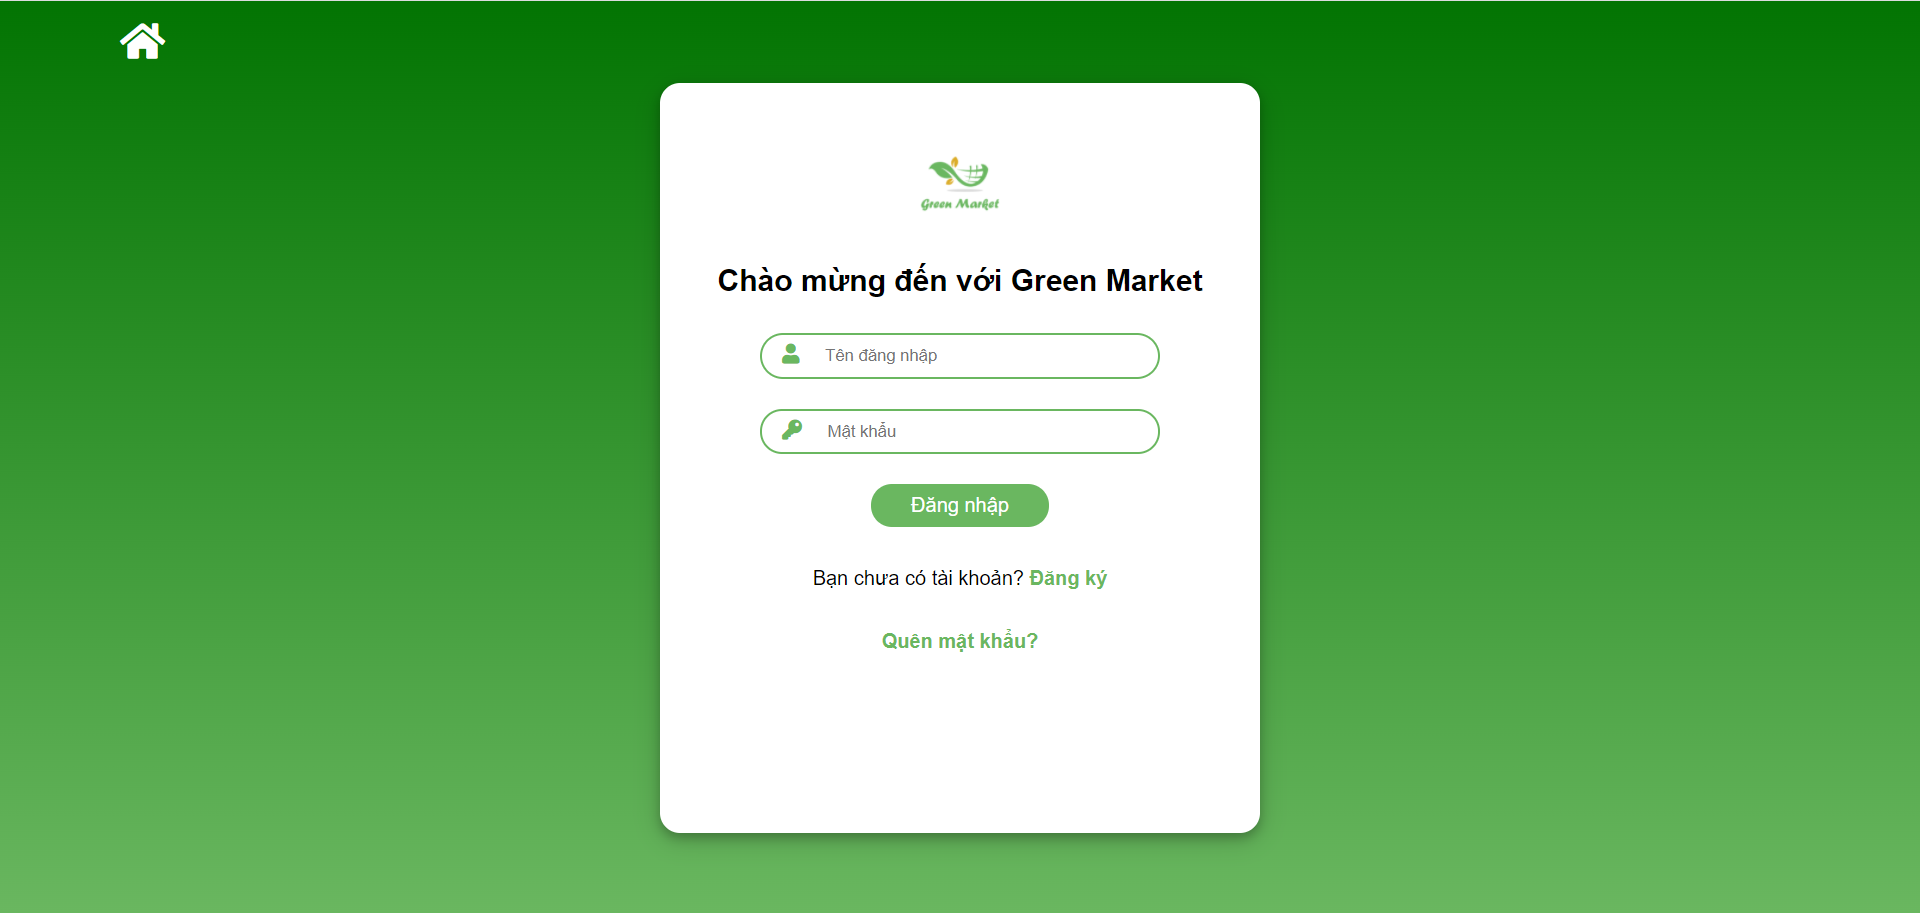 Green Market
Chào mừng đến với Green Market
Tên đăng nhập
Mật khẩu
Đăng nhập
Bạn chưa có tài khoản? Đăng ký
Quên mật khẩu?